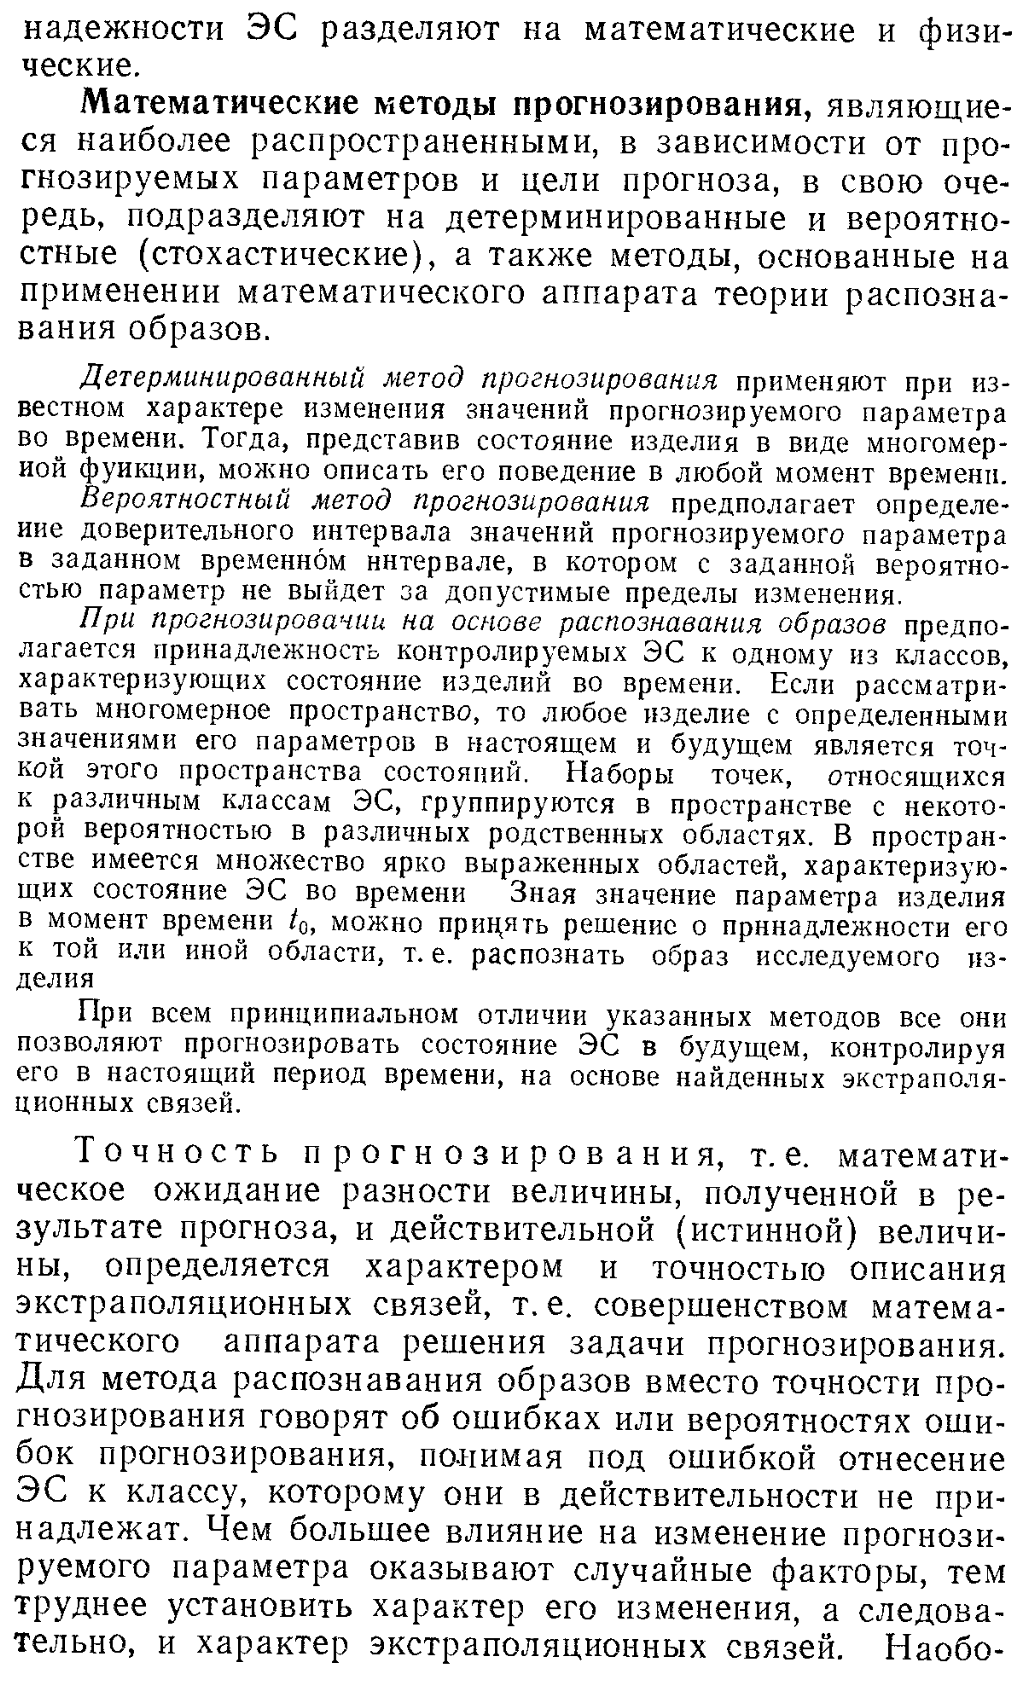 надежности ЭС разделяют на математические и физи-
ческие.
Математические методы прогнозирования, являющие-
ся наиболее распространенными, в зависимости от про-
гнозируемых параметров и цели прогноза, в свою оче-
редь, подразделяют на детерминированные и вероятно-
стные (стохастические), а также методы, основанные на
применении математического аппарата теории распозна-
вания образов.
Детерминированный метод прогнозирования применяют при из-
вестном характере изменения значений прогнозируемого параметра
во времени. Тогда, представив состояние изделия в виде многомер-
ной функции, можно описать его поведение в любой момент времени.
Вероятностный метод прогнозирования предполагает определе-
ние доверительного интервала значений прогнозируемого параметра
в заданном временно́м интервале, в котором с заданной вероятно-
стью параметр не выйдет за допустимые пределы изменения.
При прогнозировании на основе распознавания образов предпо-
лагается принадлежность контролируемых ЭС к одному из классов,
характеризующих состояние изделий во времени. Если рассматри-
вать многомерное пространство, то любое изделие с определенными
значениями его параметров в настоящем и будущем является точ-
кой этого пространства состояний. Наборы точек, относящихся
к различным классам ЭС, группируются в пространстве с некото-
рой вероятностью в различных родственных областях. В простран-
стве имеется множество ярко выраженных областей, характеризую-
щих состояние ЭС во времени Зная значение параметра изделия
в момент времени t₀, можно принять решение о принадлежности его
к той или иной области, т. е. распознать образ исследуемого из-
делия
При всем принципиальном отличии указанных методов все они
позволяют прогнозировать состояние ЭС в будущем, контролируя
его в настоящий период времени, на основе найденных экстраполя-
ционных связей.
Точность прогнозирования, т. е. математи-
ческое ожидание разности величины, полученной в ре-
зультате прогноза, и действительной (истинной) величи-
ны, определяется характером и точностью описания
экстраполяционных связей, т. е. совершенством матема-
тического аппарата решения задачи прогнозирования.
Для метода распознавания образов вместо точности про-
гнозирования говорят об ошибках или вероятностях оши-
бок прогнозирования, понимая под ошибкой отнесение
ЭС к классу, которому они в действительности не при-
надлежат. Чем большее влияние на изменение прогнози-
руемого параметра оказывают случайные факторы, тем
труднее установить характер его изменения, а следова-
тельно, и характер экстраполяционных связей. Наобо-